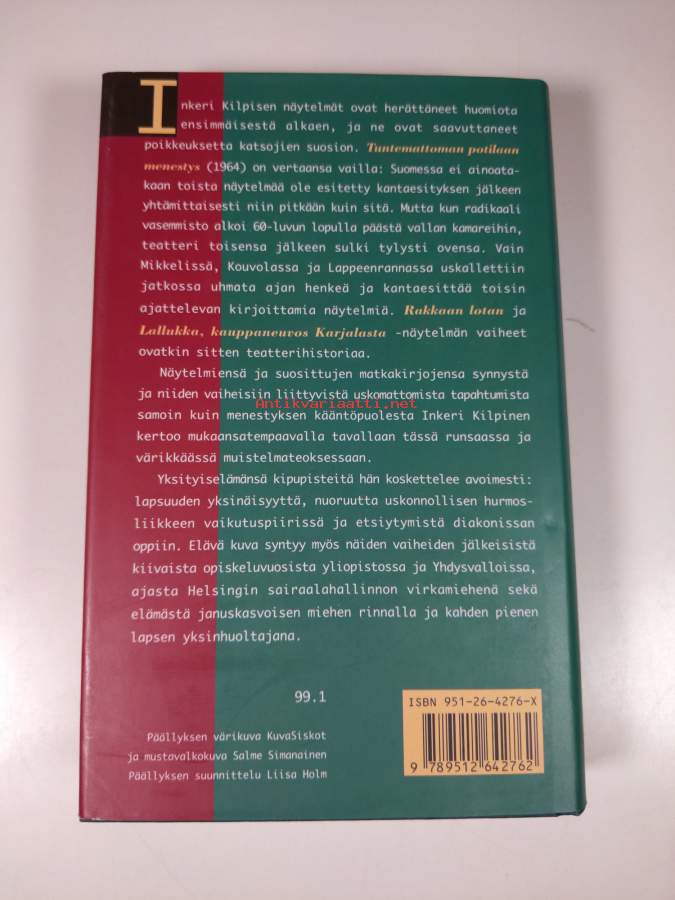 Inkeri Kilpisen näytelmät ovat herättäneet huomiota
ensimmäisestä alkaen, ja ne ovat saavuttaneet
poikkeuksetta katsojien suosion. Tuntemattoman potilaan
menestys (1964) on vertaansa vailla: Suomessa ei ainoata-
kaan toista näytelmää ole esitetty kantaesityksen jälkeen
yhtämittaisesti niin pitkään kuin sitä. Mutta kun radikaali
vasemmisto alkoi 60-luvun lopulla päästä vallan kamareihin,
teatteri toisensa jälkeen sulki tylysti ovensa. Vain
Mikkelissä, Kouvolassa ja Lappeenrannassa uskallettiin
jatkossa uhmata ajan henkeä ja kantaesittää toisin
ajattelevan kirjoittamia näytelmiä. Rakkaan lotan ja
Lallukka, kauppaneuvos Karjalasta -näytelmän vaiheet
ovatkin sitten teatterihistoriaa.
Näytelmiensä ja suosittujen matkakirjojensa synnystä
ja niiden vaiheisiin liittyvistä uskomattomista tapahtumista
Antikvariaatti.net
samoin kuin menestyksen kääntöpuolesta Inkeri Kilpinen
kertoo mukaansatempaavalla tavallaan tässä runsaassa ja
värikkäässä muistelmateoksessaan.
Yksityiselämänsä kipupisteitä hän koskettelee avoimesti:
lapsuuden yksinäisyyttä, nuoruutta uskonnollisen hurmos-
liikkeen vaikutuspiirissä ja etsiytymistä diakonissan
oppiin. Elävä kuva syntyy myös näiden vaiheiden jälkeisistä
kiivaista opiskeluvuosista yliopistossa ja Yhdysvalloissa,
ajasta Helsingin sairaalahallinnon virkamiehenä sekä
elämästä januskasvoisen miehen rinnalla ja kahden pienen
lapsen yksinhuoltajana.
99.1
ISBN 951-26-4276-X
Päällyksen värikuva KuvaSiskot
ja mustavalkokuva Salme Simanainen
Päällyksen suunnittelu Liisa Holm
9 789512 642762